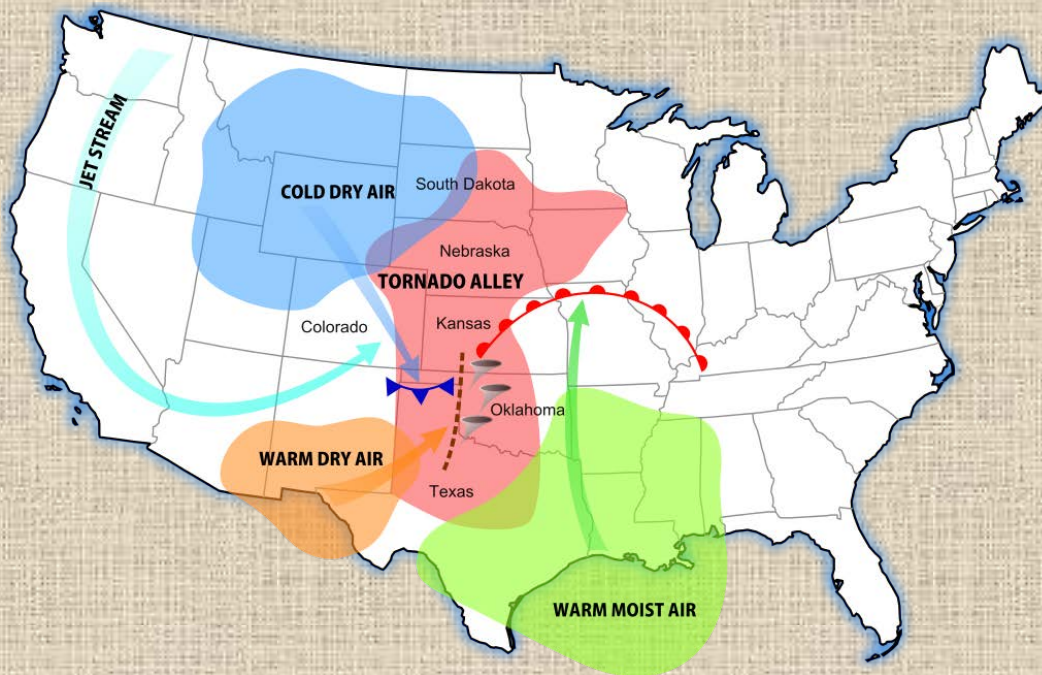 JET STREAM
COLD DRY AIR
South Dakota
Nebraska
TORNADO ALLEY
Colorado
Kansas
Oklahoma
WARM DRY AIR
Texas
WARM MOIST AIR